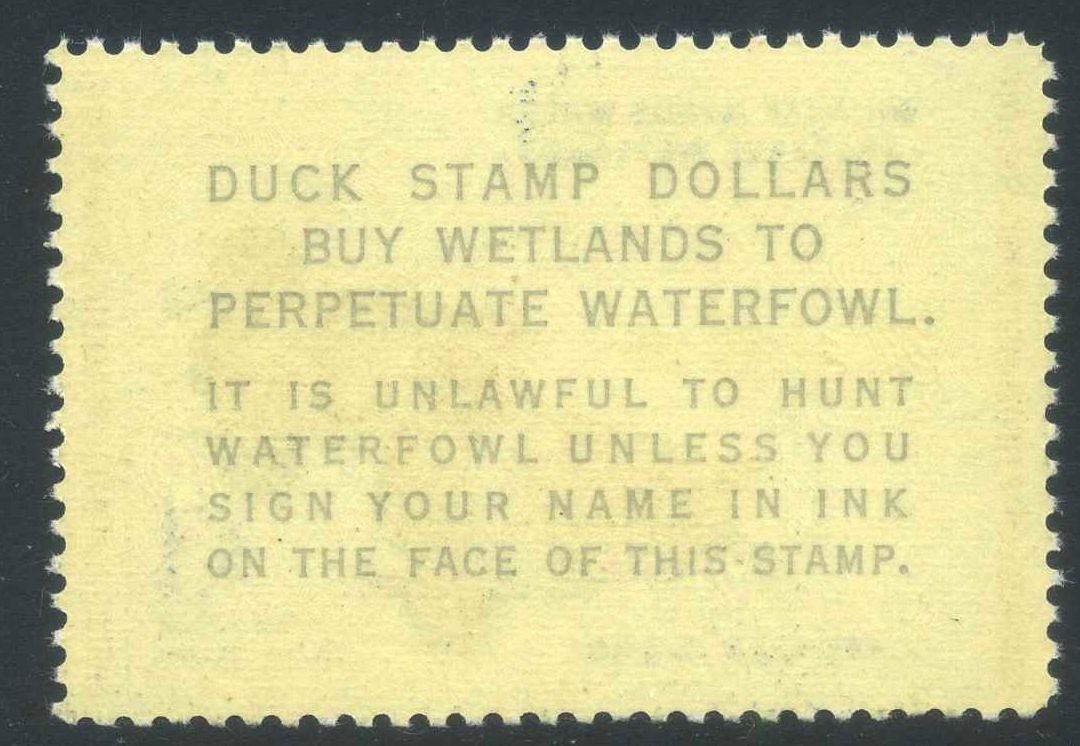 DUCK STAMP DOLLARS
BUY WETLANDS TO
PERPETUATE WATERFOWL.
IT IS UNLAWFUL TO HUNT
WATERFOWL UNLESS YOU
SIGN YOUR NAME IN INK
ON THE FACE OF THIS STAMP.